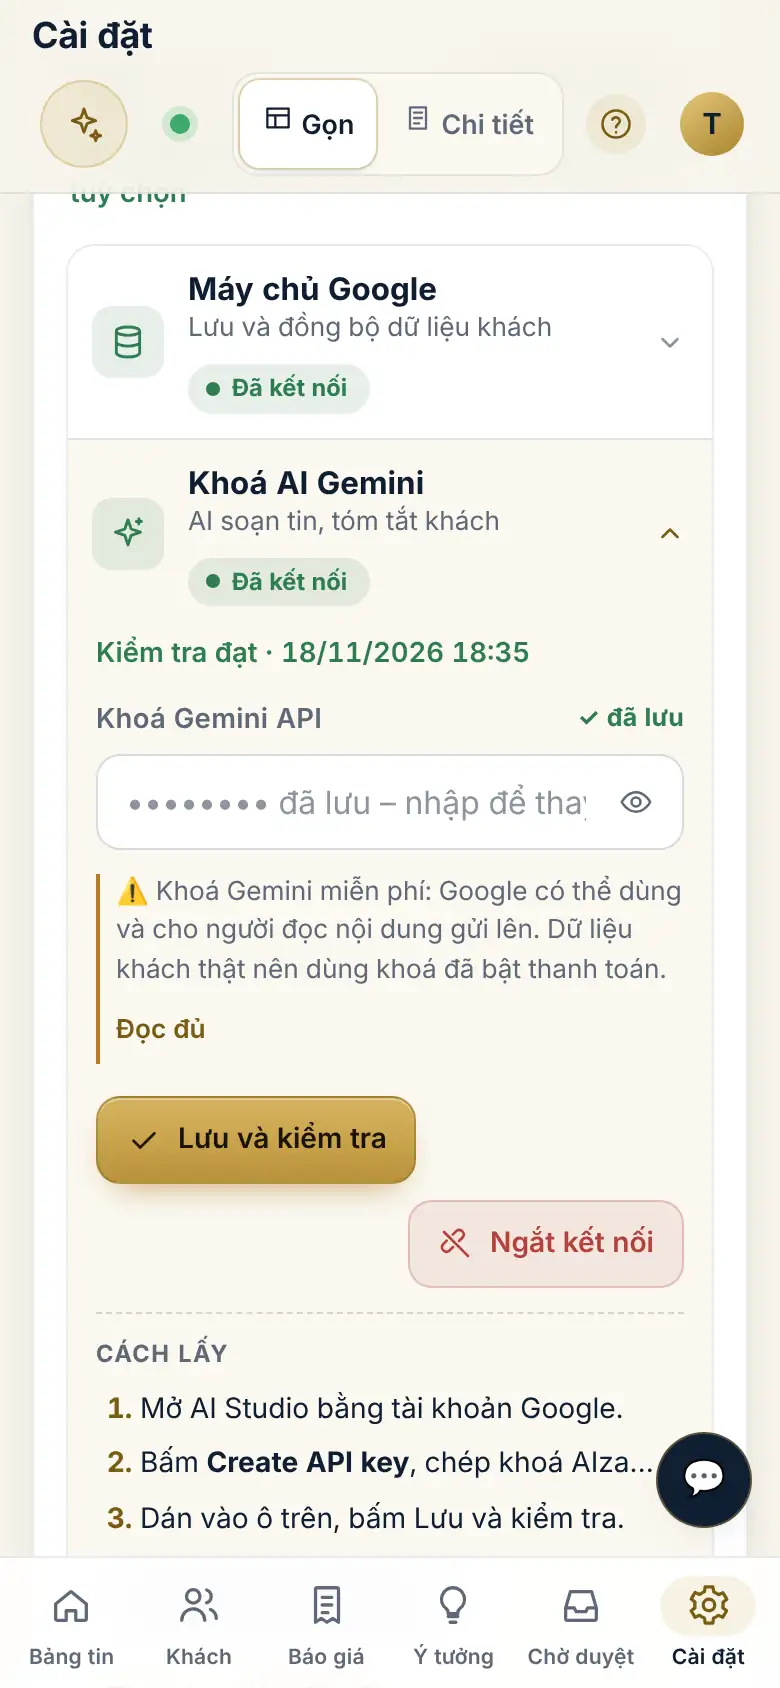 Cài đặt
Gọn
Chi tiết
T
tuỳ chọn
Máy chủ Google
Lưu và đồng bộ dữ liệu khách
Đã kết nối
Khoá AI Gemini
AI soạn tin, tóm tắt khách
Đã kết nối
Kiểm tra đạt · 18/11/2026 18:35
Khoá Gemini API
✓ đã lưu
•••••••• đã lưu – nhập để thay
⚠️ Khoá Gemini miễn phí: Google có thể dùng
và cho người đọc nội dung gửi lên. Dữ liệu
khách thật nên dùng khoá đã bật thanh toán.
Đọc đủ
Lưu và kiểm tra
Ngắt kết nối
CÁCH LẤY
1. Mở AI Studio bằng tài khoản Google.
2. Bấm Create API key, chép khoá AIza...
3. Dán vào ô trên, bấm Lưu và kiểm tra.
Bảng tin
Khách
Báo giá
Ý tưởng
Chờ duyệt
Cài đặt